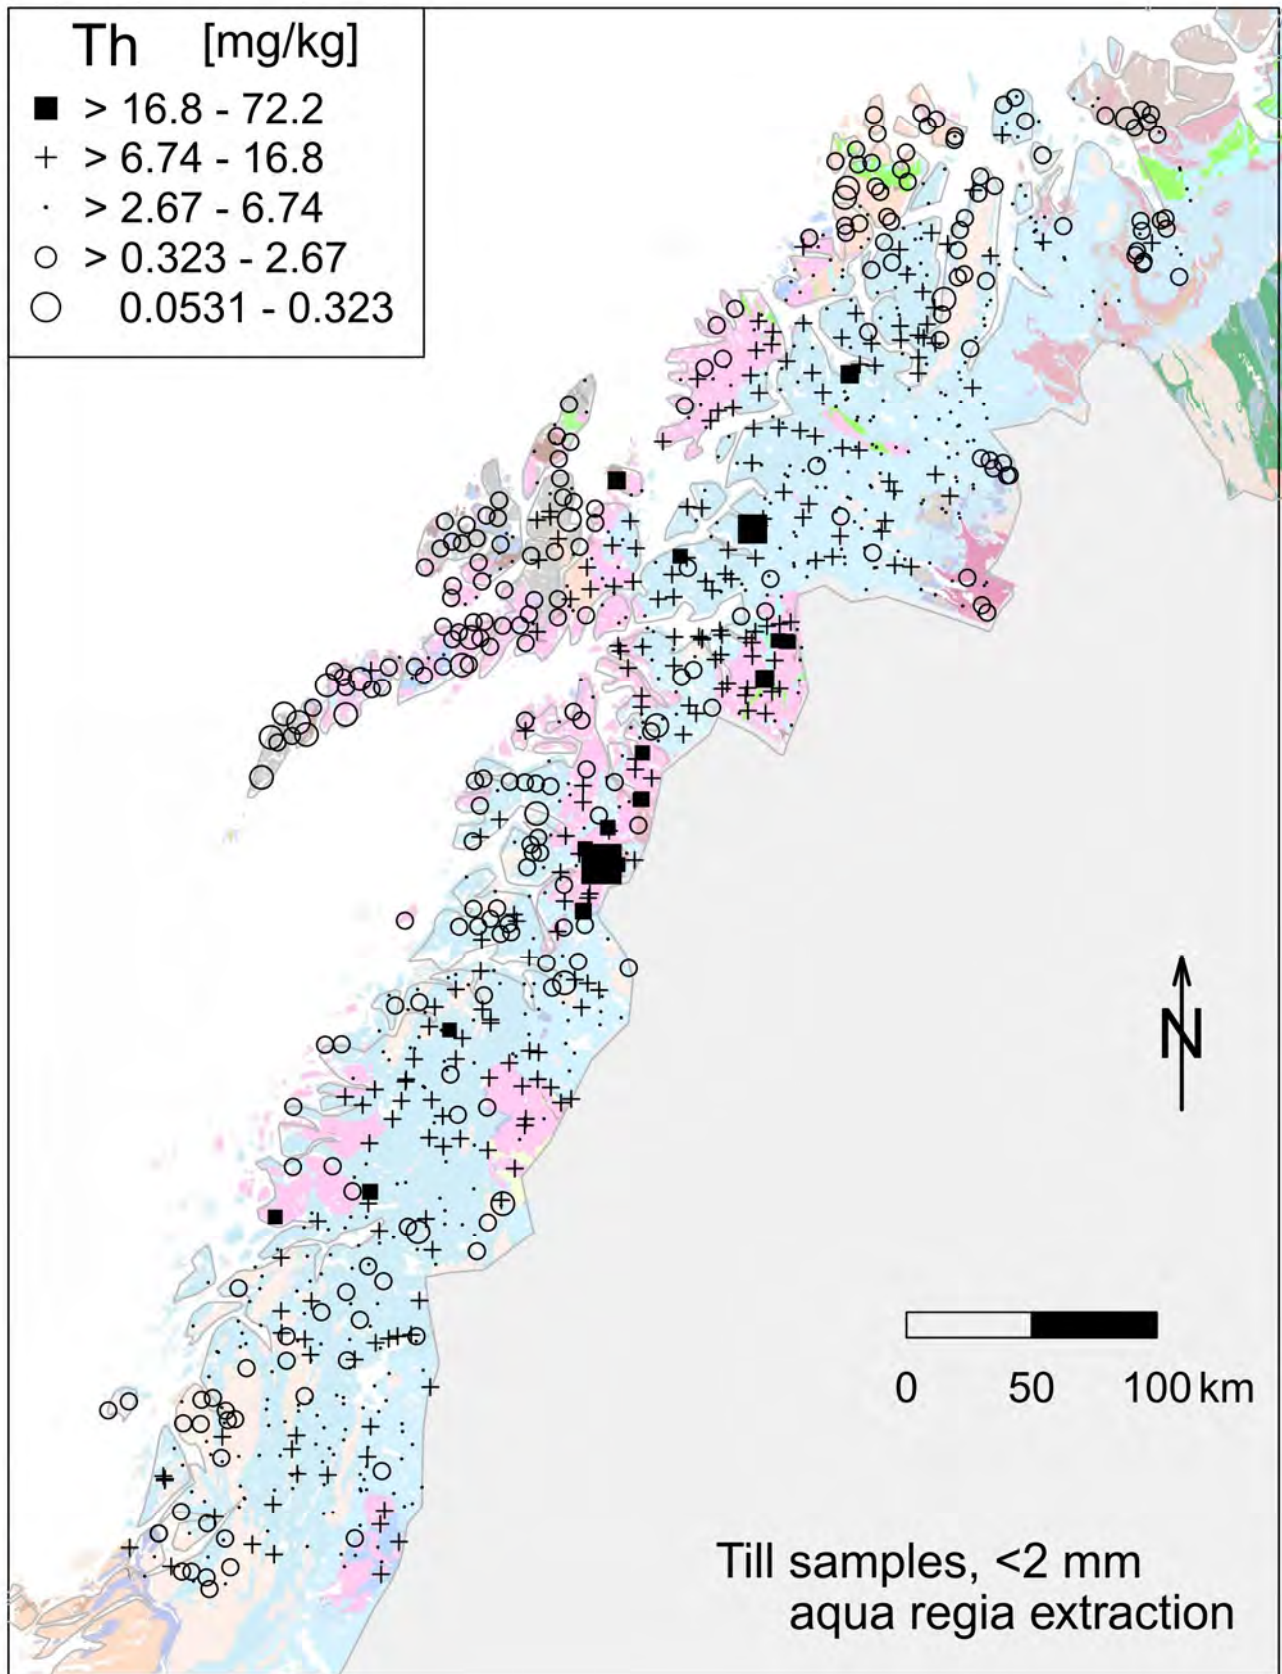 Th [mg/kg]
> 16.8 - 72.2
> 6.74 - 16.8
> 2.67 - 6.74
> 0.323 - 2.67
0.0531 - 0.323
N
0 50 100 km
Till samples, <2 mm
aqua regia extraction